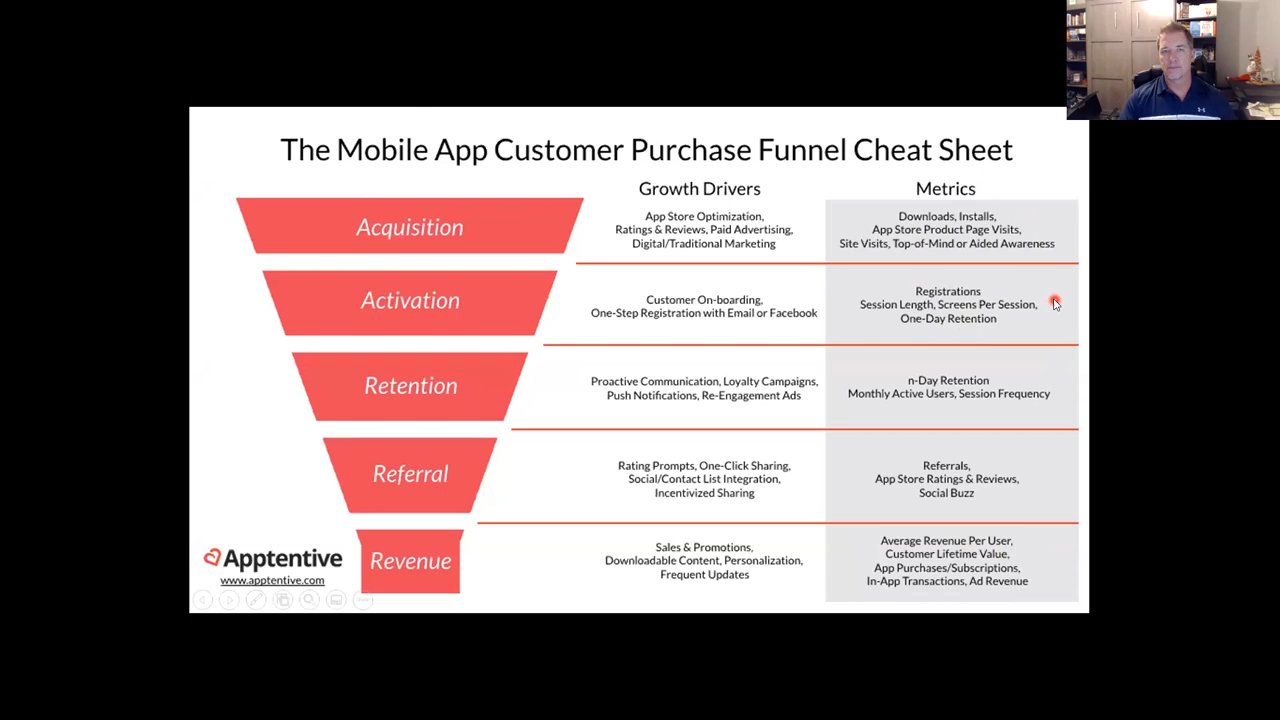 The Mobile App Customer Purchase Funnel Cheat Sheet
Growth Drivers
Metrics
Acquisition
App Store Optimization,
Ratings & Reviews, Paid Advertising,
Digital/Traditional Marketing
Downloads, Installs,
App Store Product Page Visits,
Site Visits, Top-of-Mind or Aided Awareness
Activation
Customer On-boarding,
One-Step Registration with Email or Facebook
Registrations
Session Length, Screens Per Session,
One-Day Retention
Retention
Proactive Communication, Loyalty Campaigns,
Push Notifications, Re-Engagement Ads
n-Day Retention
Monthly Active Users, Session Frequency
Referral
Rating Prompts, One-Click Sharing,
Social/Contact List Integration,
Incentivized Sharing
Referrals,
App Store Ratings & Reviews,
Social Buzz
Revenue
Sales & Promotions,
Downloadable Content, Personalization,
Frequent Updates
Average Revenue Per User,
Customer Lifetime Value,
App Purchases/Subscriptions,
In-App Transactions, Ad Revenue
Apptentive
www.apptentive.com